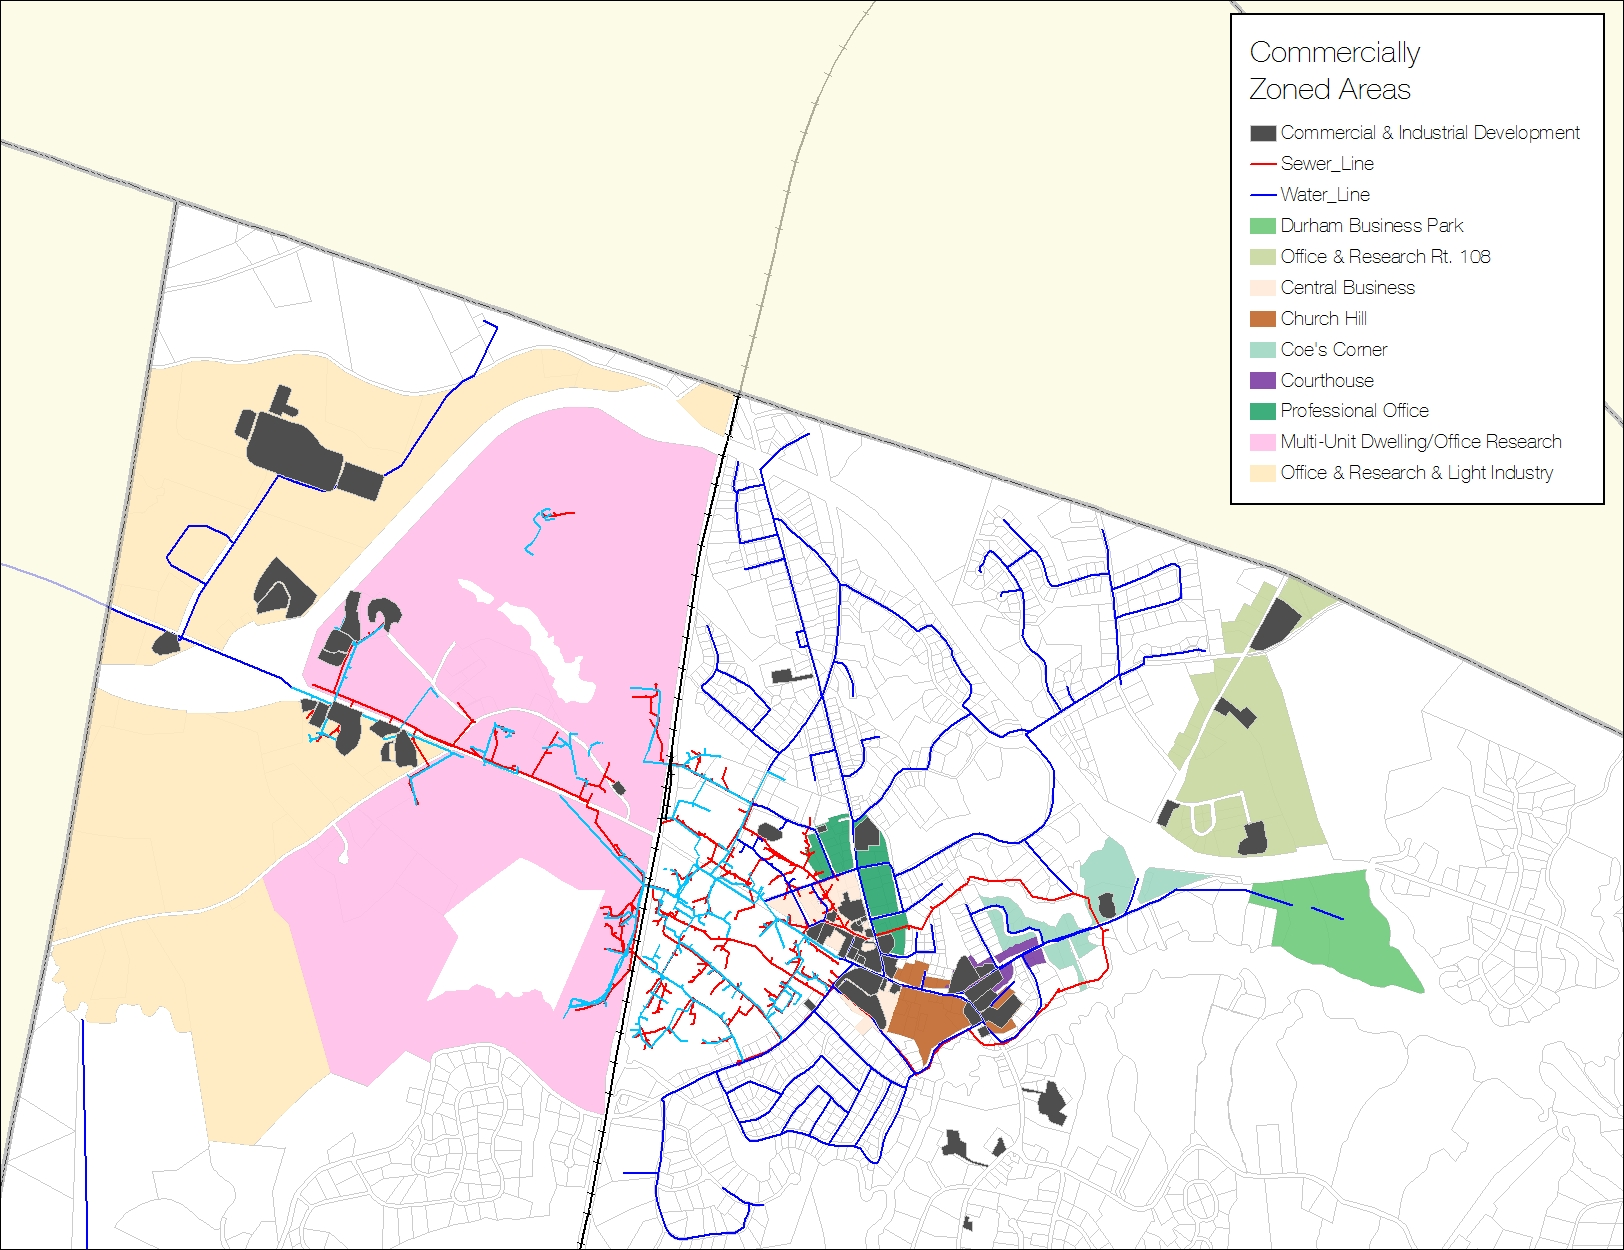 Commercially
Zoned Areas
Commercial & Industrial Development
Sewer_Line
Water_Line
Durham Business Park
Office & Research Rt. 108
Central Business
Church Hill
Coe's Corner
Courthouse
Professional Office
Multi-Unit Dwelling/Office Research
Office & Research & Light Industry